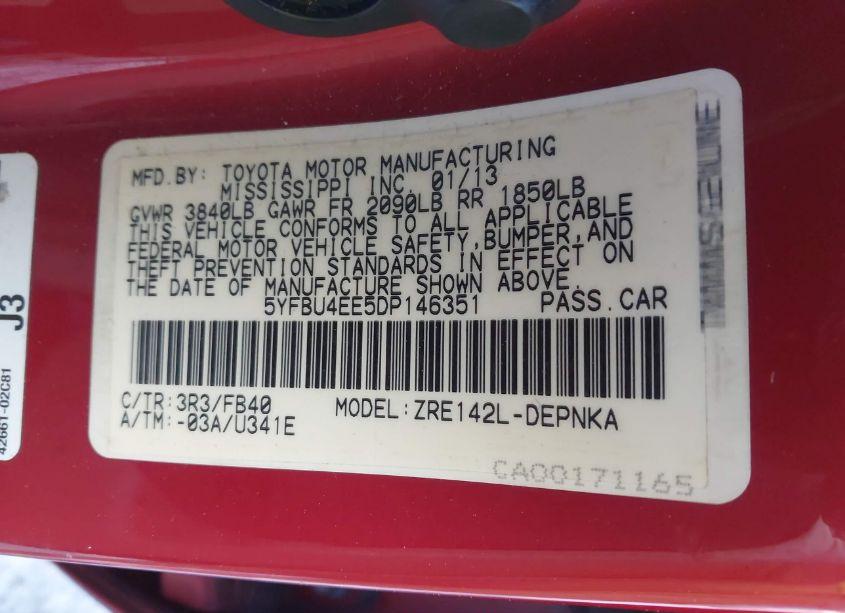 MFD.BY: TOYOTA MOTOR MANUFACTURING
MISSISSIPPI INC. 01/13
GVWR 3840LB GAWR FR 2090LB RR 1850LB
THIS VEHICLE CONFORMS TO ALL APPLICABLE
FEDERAL MOTOR VEHICLE SAFETY,BUMPER,AND
THEFT PREVENTION STANDARDS IN EFFECT ON
THE DATE OF MANUFACTURE SHOWN ABOVE.
5YFBU4EE5DP146351 PASS.CAR
C/TR:3R3/FB40 MODEL:ZRE142L-DEPNKA
A/TM:-03A/U341E
CA00171165
J3
42661-02C81